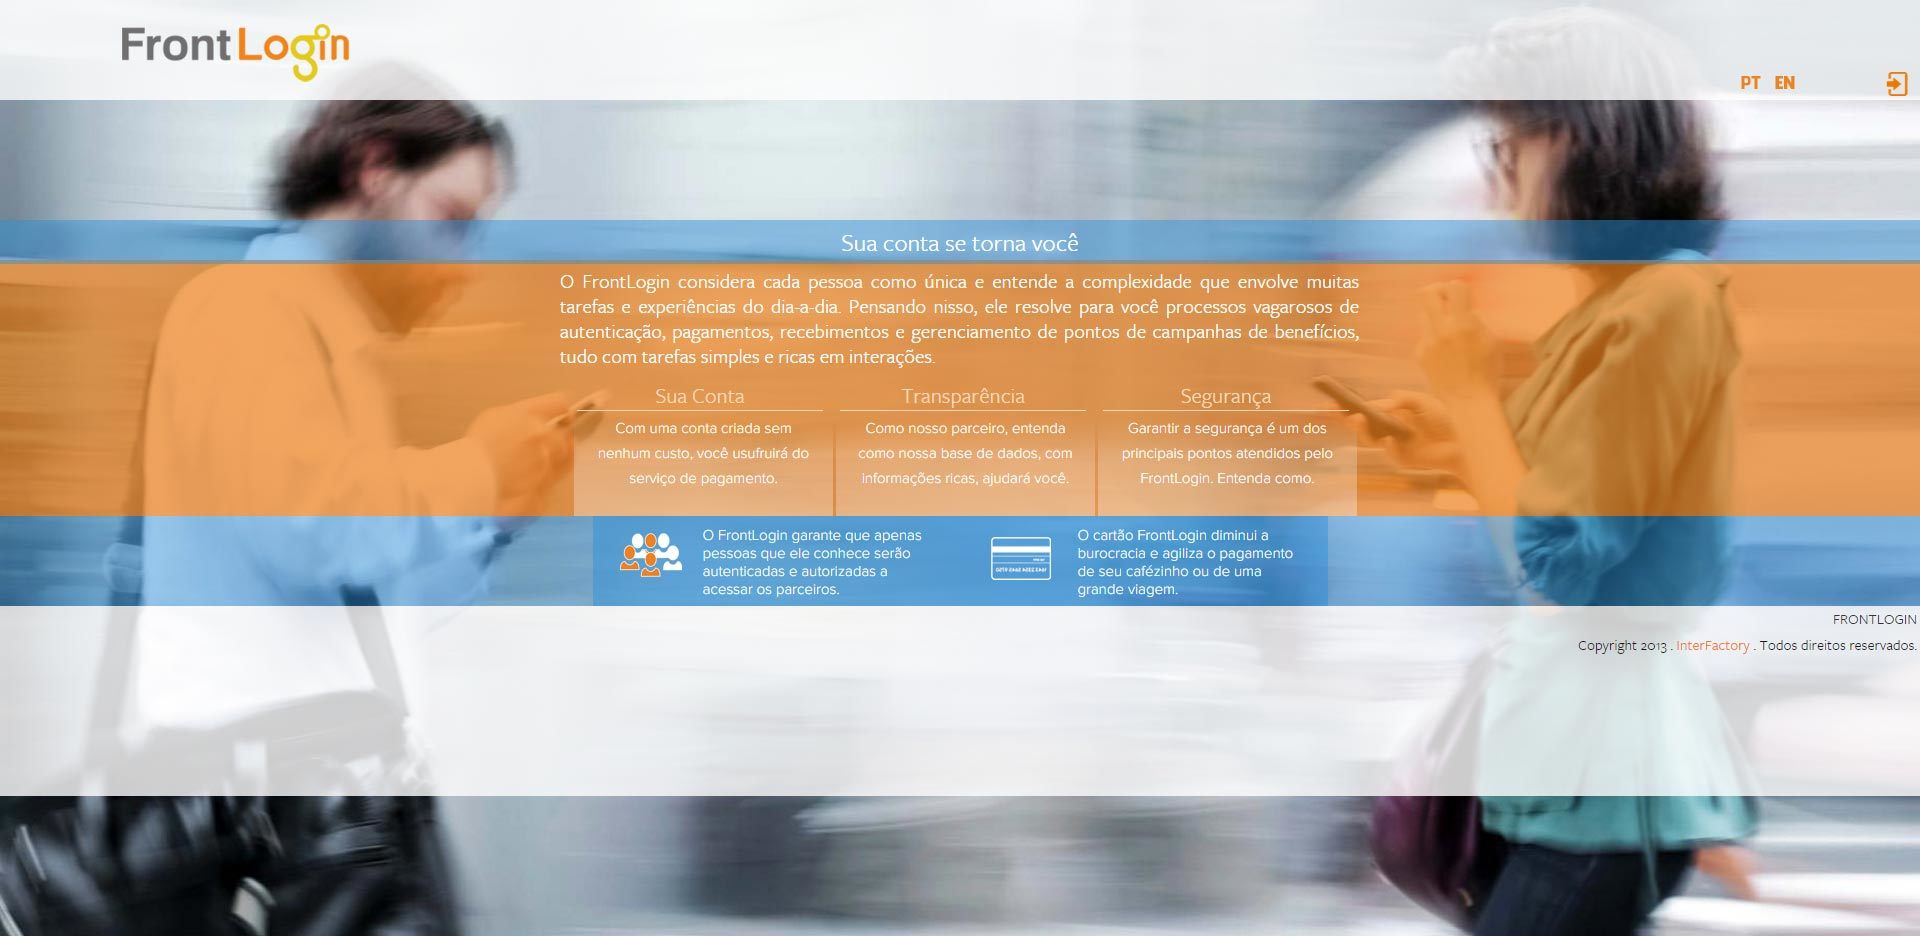 FrontLogin
PT EN
Sua conta se torna você
O FrontLogin considera cada pessoa como única e entende a complexidade que envolve muitas
tarefas e experiências do dia-a-dia. Pensando nisso, ele resolve para você processos vagarosos de
autenticação, pagamentos, recebimentos e gerenciamento de pontos de campanhas de benefícios,
tudo com tarefas simples e ricas em interações.
Sua Conta
Com uma conta criada sem
nenhum custo, você usufruirá do
serviço de pagamento.
Transparência
Como nosso parceiro, entenda
como nossa base de dados, com
informações ricas, ajudará você.
Segurança
Garantir a segurança é um dos
principais pontos atendidos pelo
FrontLogin. Entenda como.
O FrontLogin garante que apenas
pessoas que ele conhece serão
autenticadas e autorizadas a
acessar os parceiros.
O cartão FrontLogin diminui a
burocracia e agiliza o pagamento
de seu cafézinho ou de uma
grande viagem.
FRONTLOGIN
Copyright 2013 . InterFactory . Todos direitos reservados.